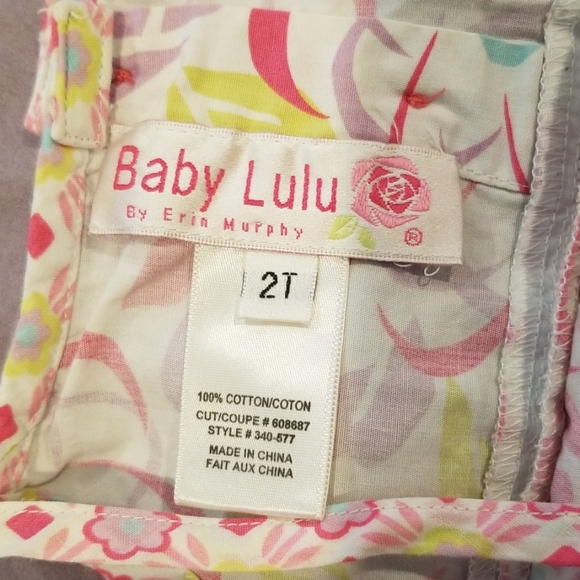 Baby Lulu
By Erin Murphy
®
2T
100% COTTON/COTON
CUT/COUPE # 608687
STYLE # 340-577
MADE IN CHINA
FAIT AUX CHINA